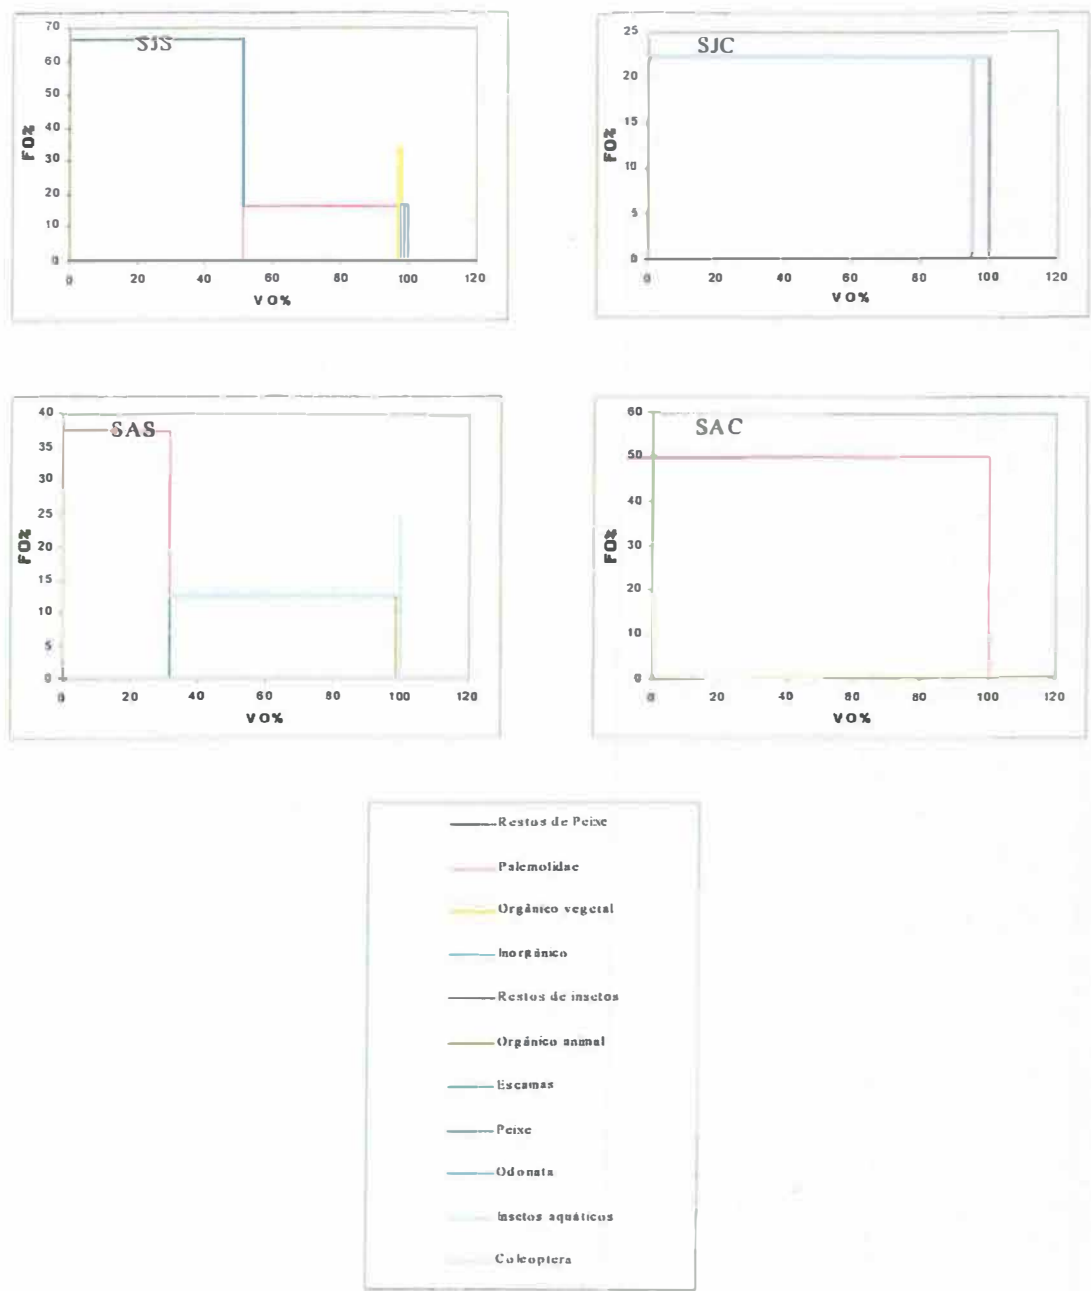 SJS
70
60
50
40
30
20
10
0
FO%
0 20 40 60 80 100 120
VO%
SJC
25
20
15
10
5
0
FO%
0 20 40 60 80 100 120
VO%
SAS
40
35
30
25
20
15
10
5
0
FO%
0 20 40 60 80 100 120
VO%
SAC
60
50
40
30
20
10
0
FO%
0 20 40 60 80 100 120
VO%
Restos de Peixe
Palemolidae
Orgânico vegetal
Inorgânico
Restos de insetos
Orgânico animal
Escamas
Peixe
Odonata
Insetos aquáticos
Coleoptera